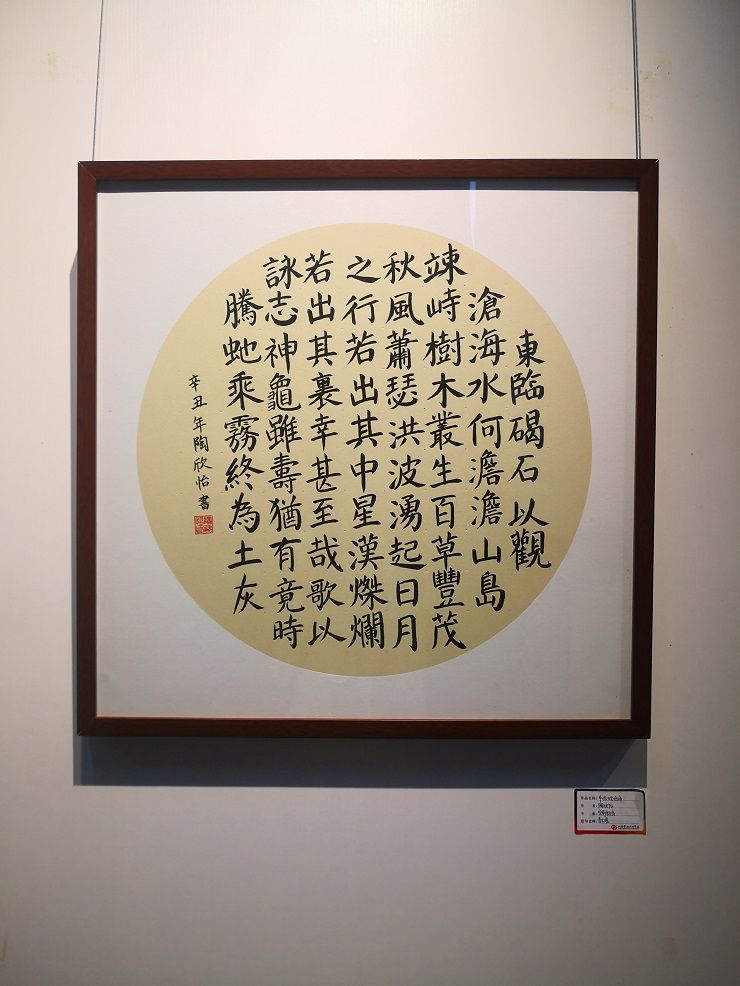 東臨碣石以觀
滄海水何澹澹山島
竦峙樹木叢生百草豐茂
秋風蕭瑟洪波湧起日月
之行若出其中星漢燦爛
若出其裏幸甚至哉歌以
詠志神龜雖壽猶有竟時
騰虵乘霧終為土灰
辛丑年陶欣怡書